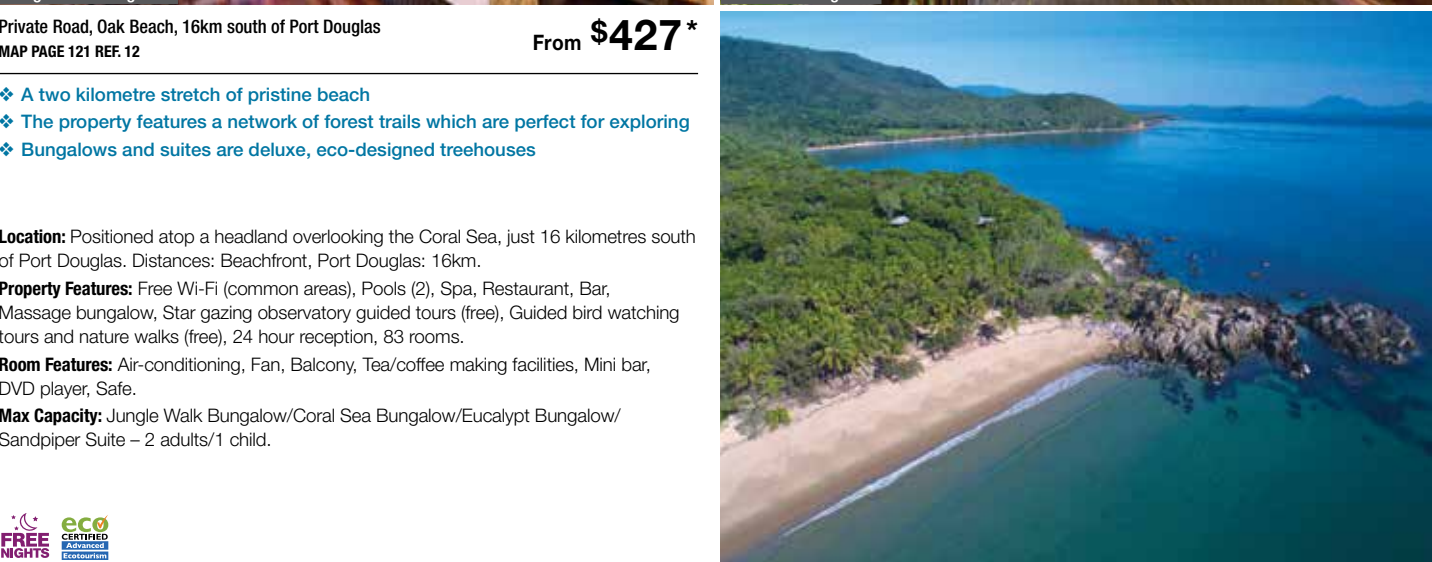 Private Road, Oak Beach, 16km south of Port Douglas
MAP PAGE 121 REF. 12
From $427*
❖ A two kilometre stretch of pristine beach
❖ The property features a network of forest trails which are perfect for exploring
❖ Bungalows and suites are deluxe, eco-designed treehouses
Location: Positioned atop a headland overlooking the Coral Sea, just 16 kilometres south
of Port Douglas. Distances: Beachfront, Port Douglas: 16km.
Property Features: Free Wi-Fi (common areas), Pools (2), Spa, Restaurant, Bar,
Massage bungalow, Star gazing observatory guided tours (free), Guided bird watching
tours and nature walks (free), 24 hour reception, 83 rooms.
Room Features: Air-conditioning, Fan, Balcony, Tea/coffee making facilities, Mini bar,
DVD player, Safe.
Max Capacity: Jungle Walk Bungalow/Coral Sea Bungalow/Eucalypt Bungalow/
Sandpiper Suite – 2 adults/1 child.
FREE
NIGHTS
eco
CERTIFIED
Advanced
Ecotourism